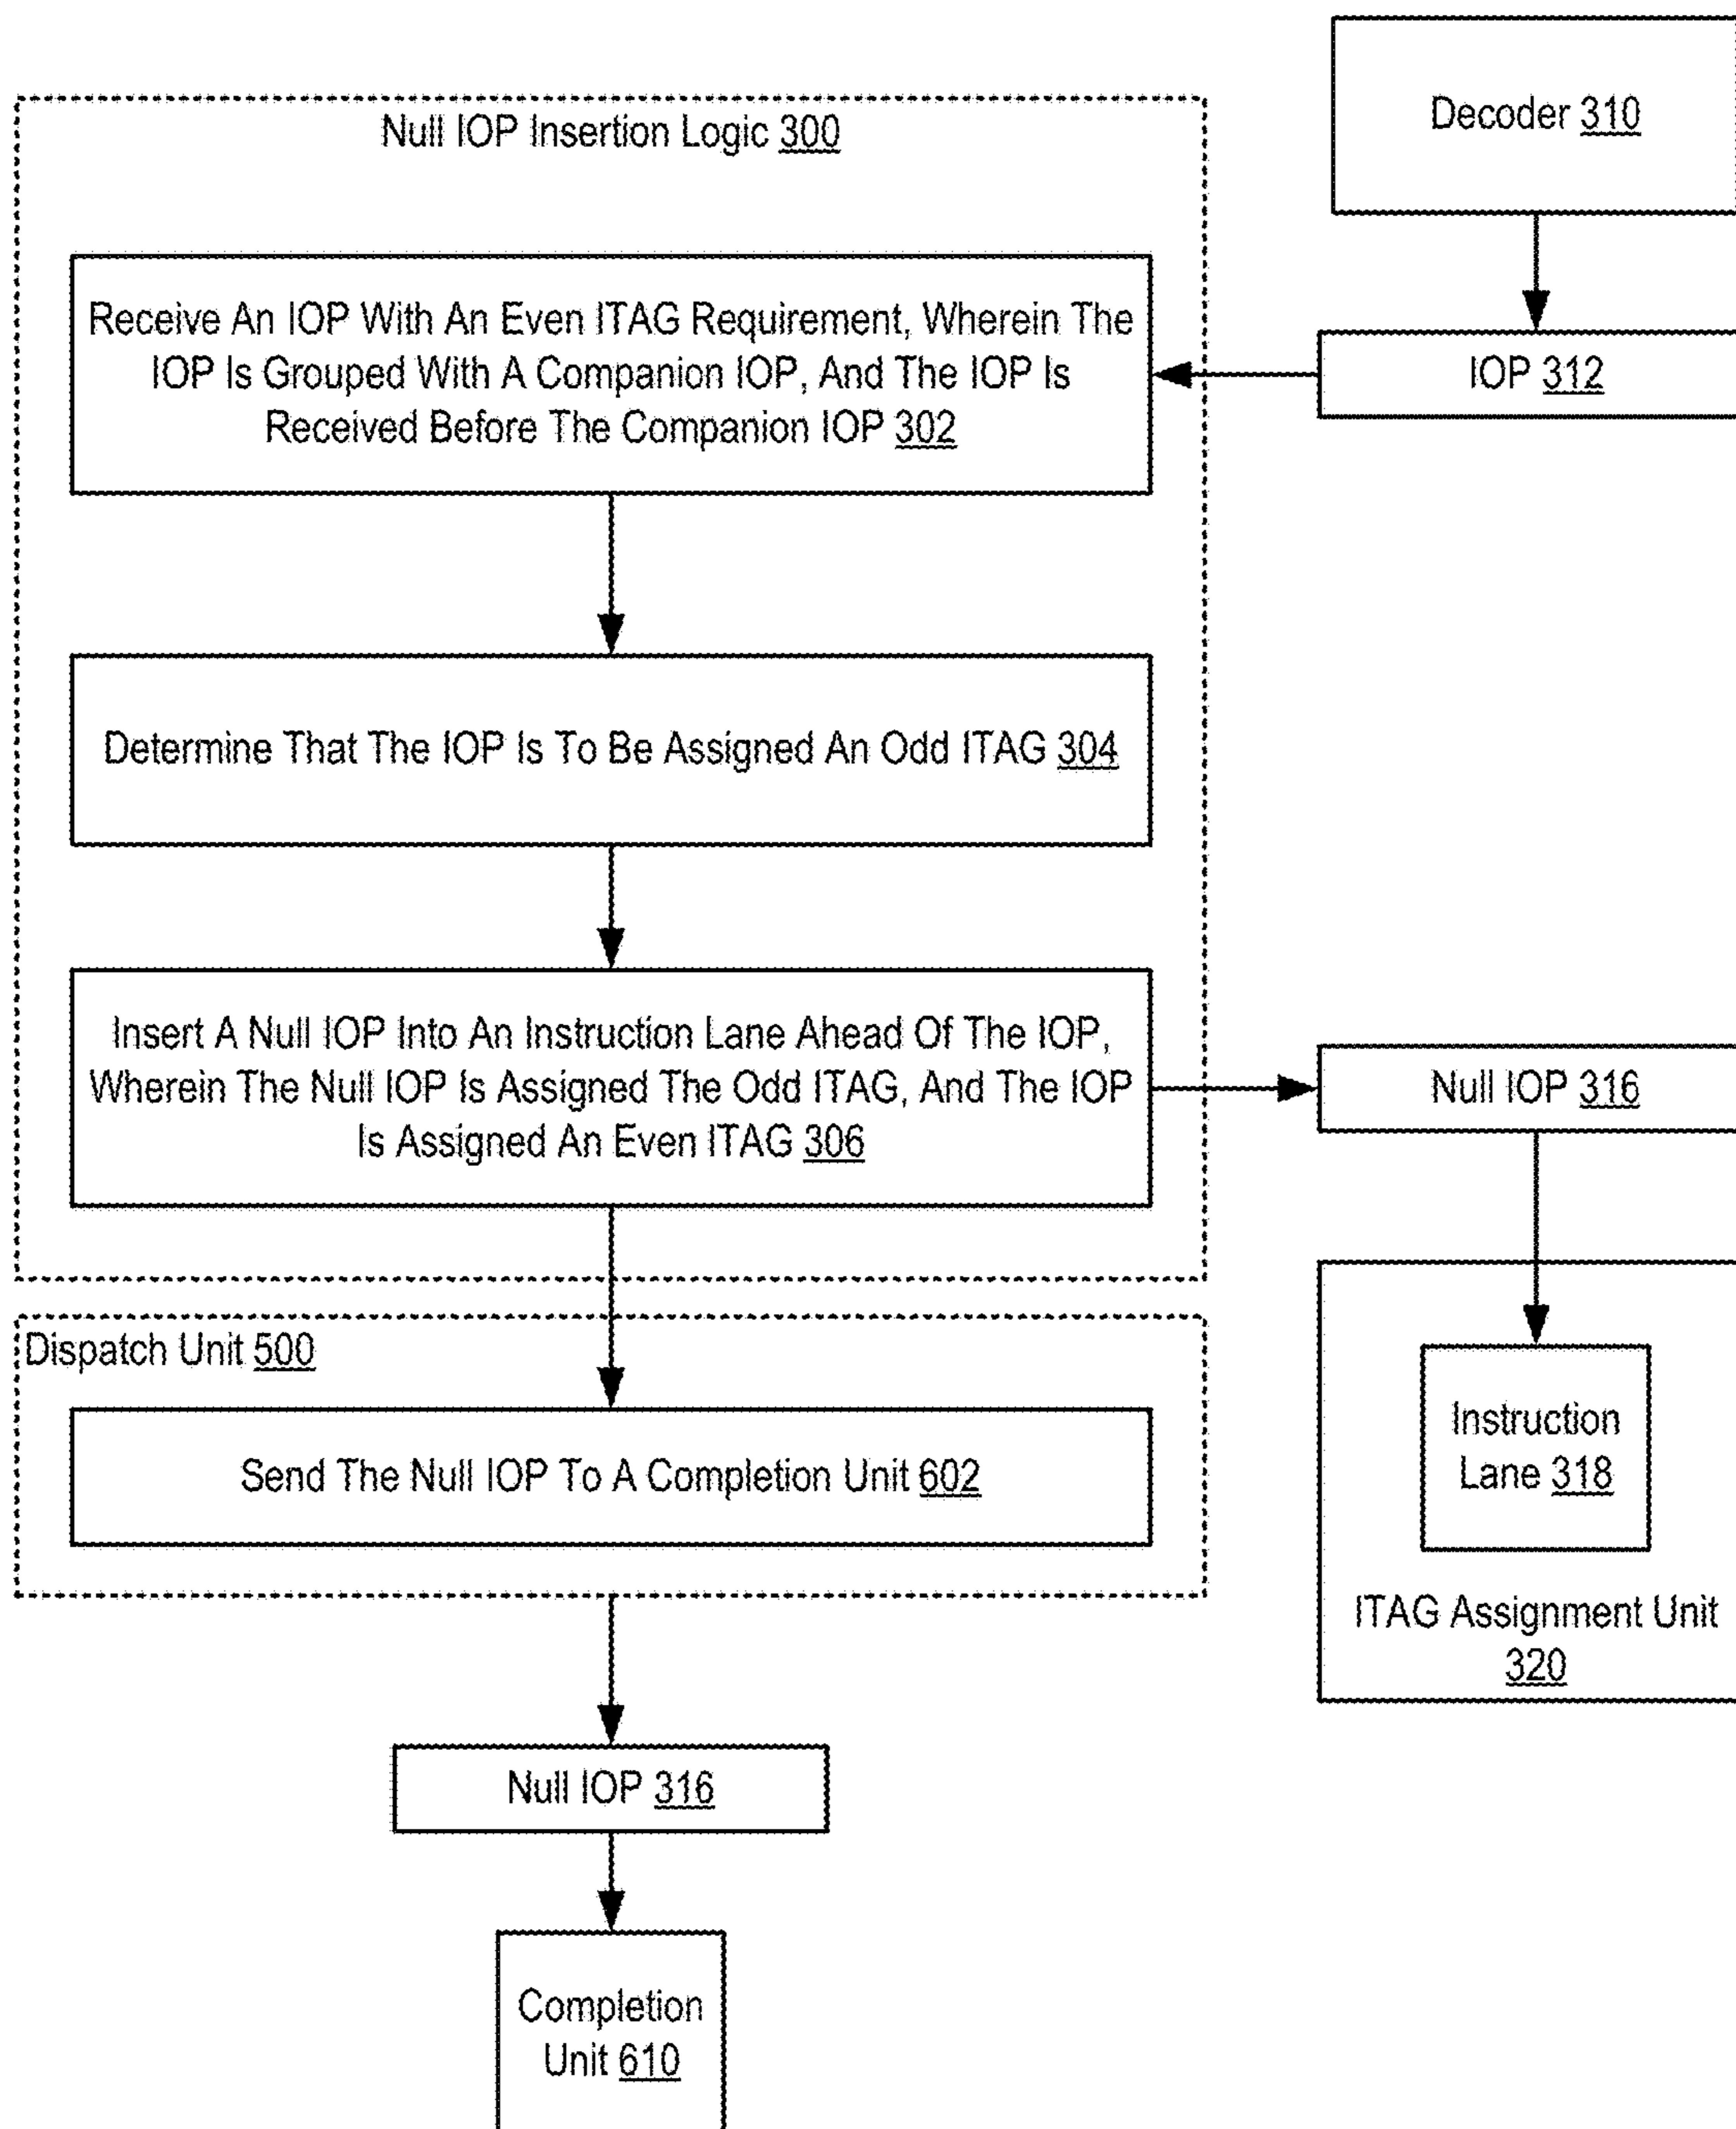 Decoder 310
Null IOP Insertion Logic 300
Receive An IOP With An Even ITAG Requirement, Wherein The
IOP Is Grouped With A Companion IOP, And The IOP Is
Received Before The Companion IOP 302
IOP 312
Determine That The IOP Is To Be Assigned An Odd ITAG 304
Insert A Null IOP Into An Instruction Lane Ahead Of The IOP,
Wherein The Null IOP Is Assigned The Odd ITAG, And The IOP
Is Assigned An Even ITAG 306
Null IOP 316
Dispatch Unit 500
Send The Null IOP To A Completion Unit 602
Instruction
Lane 318
ITAG Assignment Unit
320
Null IOP 316
Completion
Unit 610